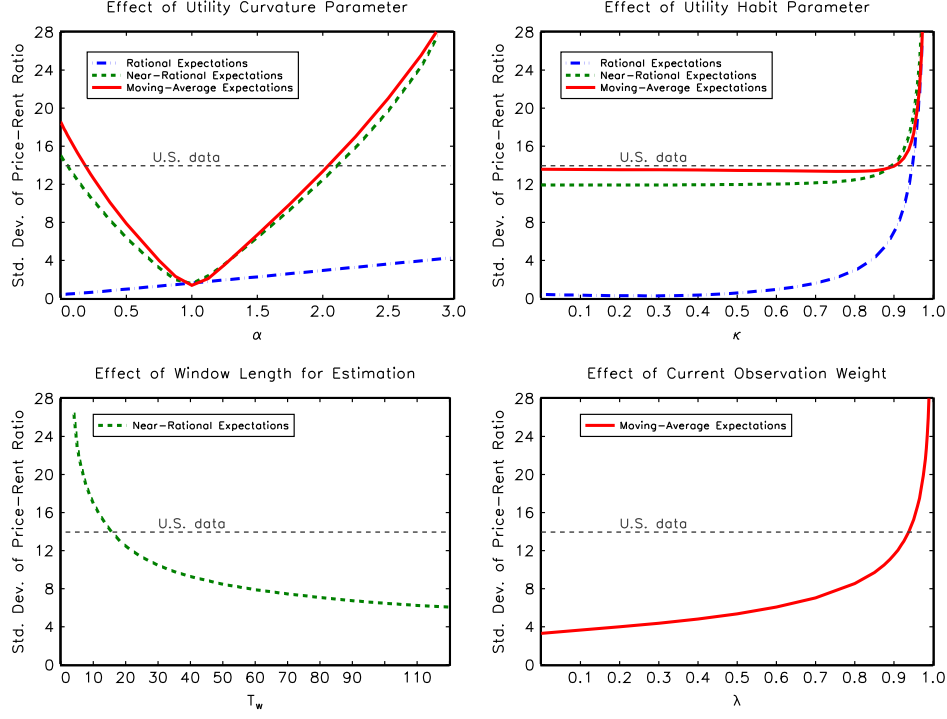 Effect of Utility Curvature Parameter
Std. Dev. of Price-Rent Ratio
28
24
20
16
12
8
4
0
Rational Expectations
Near-Rational Expectations
Moving-Average Expectations
U.S. data
0.0 0.5 1.0 1.5 2.0 2.5 3.0
α
Effect of Utility Habit Parameter
Std. Dev. of Price-Rent Ratio
28
24
20
16
12
8
4
0
Rational Expectations
Near-Rational Expectations
Moving-Average Expectations
U.S. data
0.1 0.2 0.3 0.4 0.5 0.6 0.7 0.8 0.9 1.0
κ
Effect of Window Length for Estimation
Std. Dev. of Price-Rent Ratio
28
24
20
16
12
8
4
0
Near-Rational Expectations
U.S. data
0 10 20 30 40 50 60 70 80 90 100 110
T_w
Effect of Current Observation Weight
Std. Dev. of Price-Rent Ratio
28
24
20
16
12
8
4
0
Moving-Average Expectations
U.S. data
0.1 0.2 0.3 0.4 0.5 0.6 0.7 0.8 0.9 1.0
λ